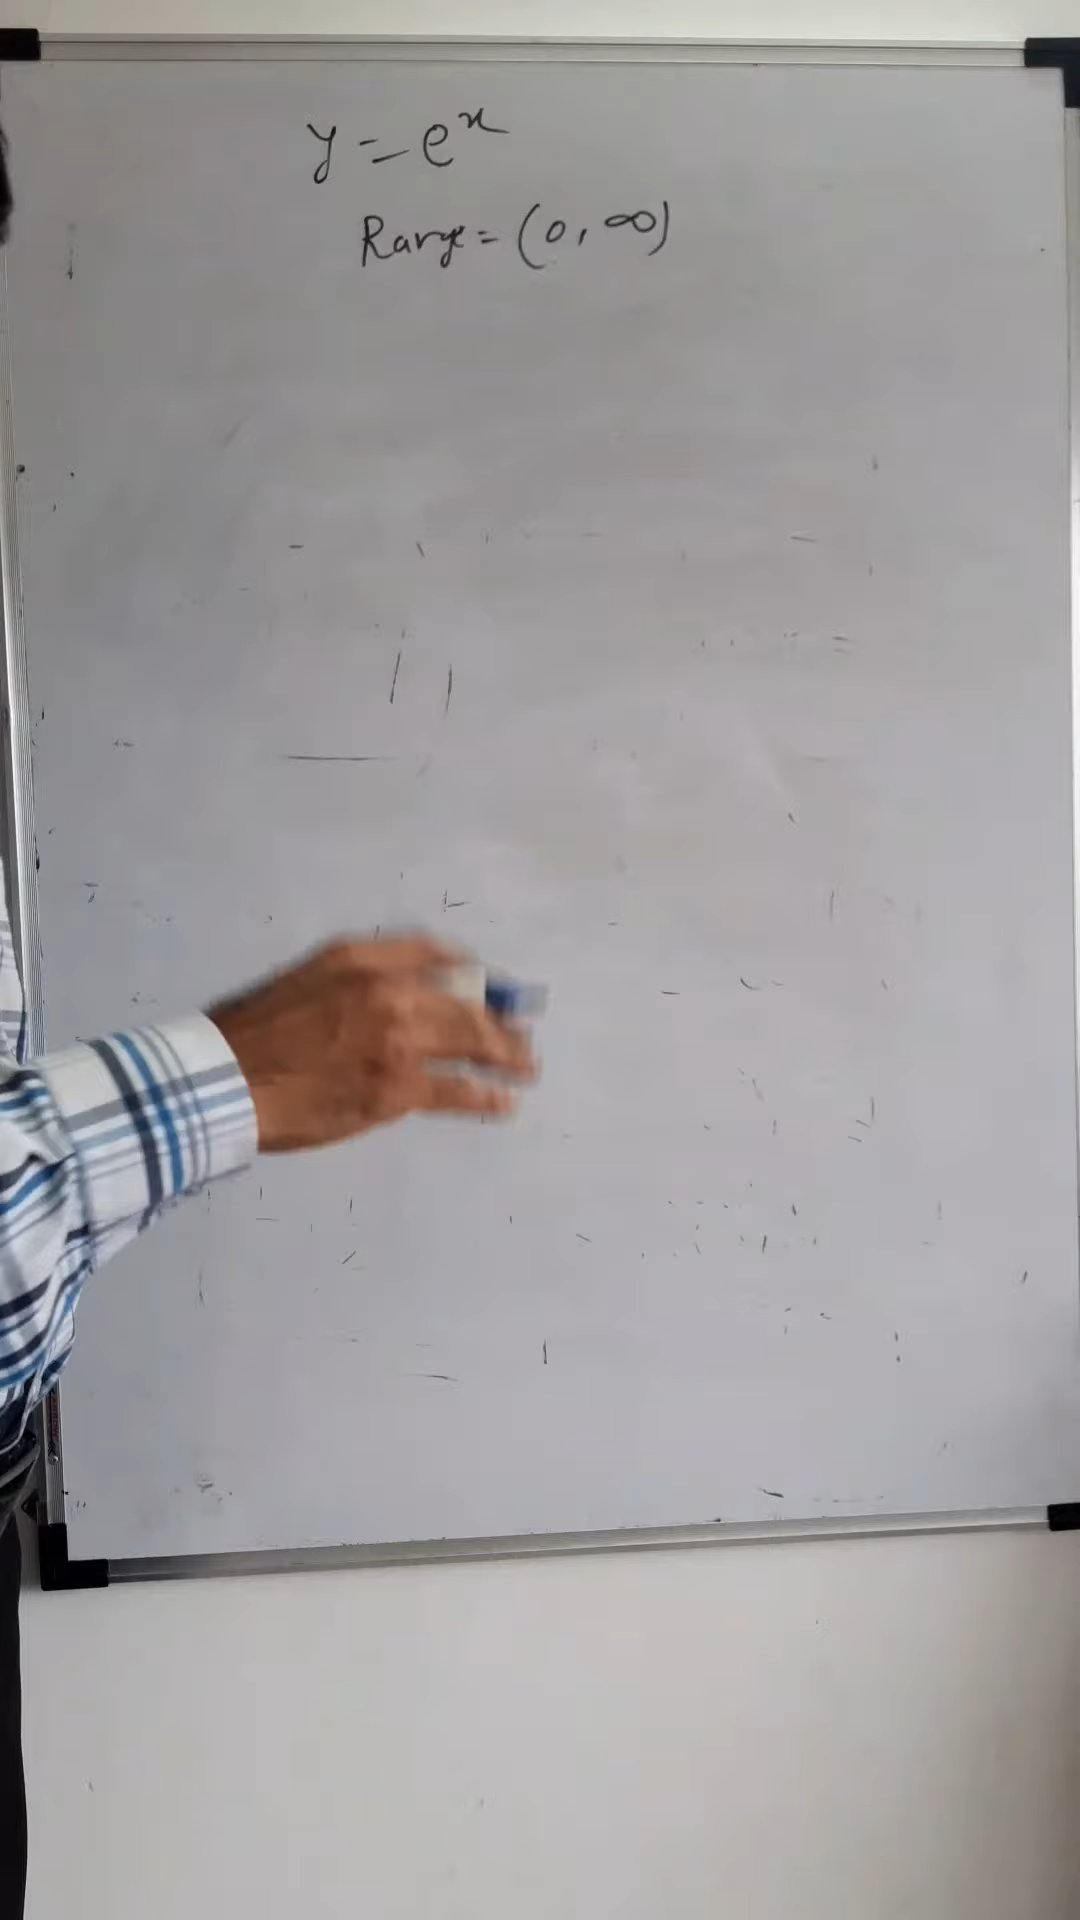 y = e^x
Range = (0, ∞)